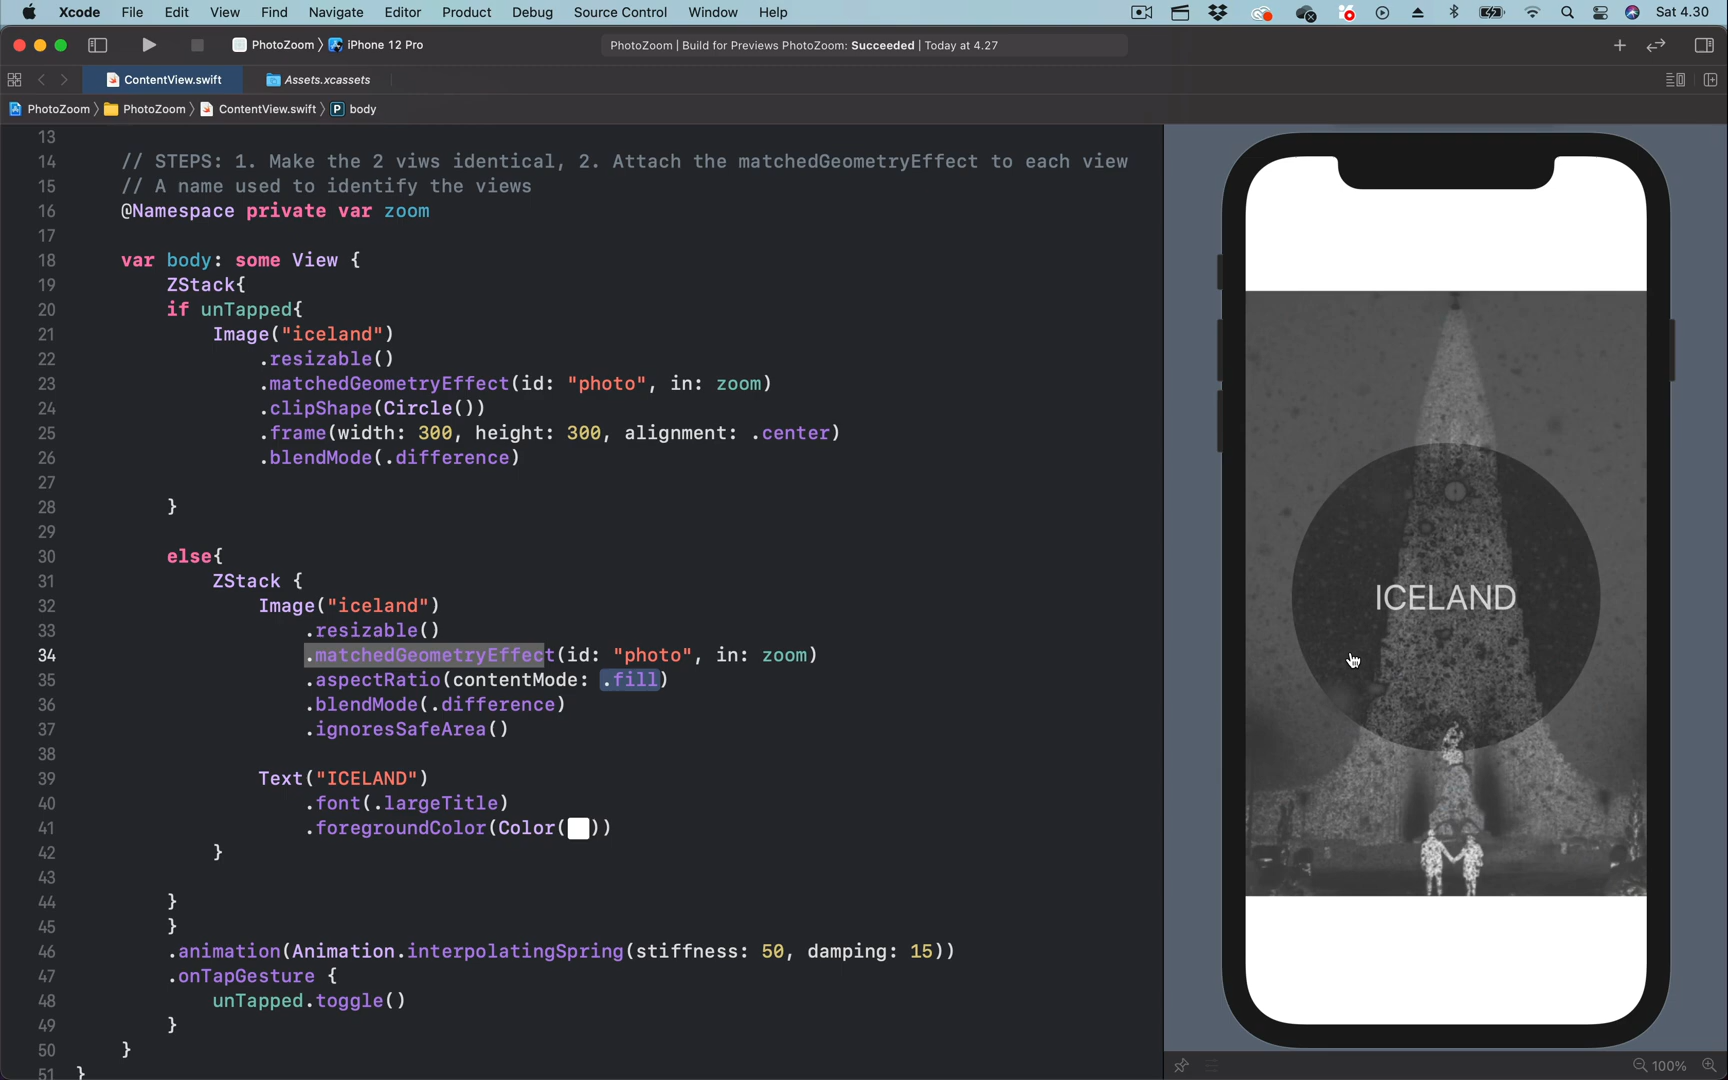 Xcode File Edit View Find Navigate Editor Product Debug Source Control Window Help Sat 4.30
PhotoZoom 〉 iPhone 12 Pro PhotoZoom | Build for Previews PhotoZoom: Succeeded | Today at 4.27
ContentView.swift Assets.xcassets
PhotoZoom 〉 PhotoZoom 〉 ContentView.swift 〉 P body
13
14 // STEPS: 1. Make the 2 viws identical, 2. Attach the matchedGeometryEffect to each view
15 // A name used to identify the views
16 @Namespace private var zoom
17
18 var body: some View {
19 ZStack{
20 if unTapped{
21 Image("iceland")
22 .resizable()
23 .matchedGeometryEffect(id: "photo", in: zoom)
24 .clipShape(Circle())
25 .frame(width: 300, height: 300, alignment: .center)
26 .blendMode(.difference)
27
28 }
29
30 else{
31 ZStack {
32 Image("iceland")
33 .resizable()
34 .matchedGeometryEffect(id: "photo", in: zoom)
35 .aspectRatio(contentMode: .fill)
36 .blendMode(.difference)
37 .ignoresSafeArea()
38
39 Text("ICELAND")
40 .font(.largeTitle)
41 .foregroundColor(Color( ))
42 }
43
44 }
45 }
46 .animation(Animation.interpolatingSpring(stiffness: 50, damping: 15))
47 .onTapGesture {
48 unTapped.toggle()
49 }
50 }
51 }
ICELAND
100%